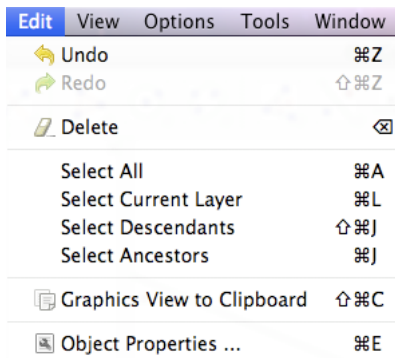 Edit View Options Tools Window
Undo ⌘Z
Redo ⇧⌘Z
Delete ⌫
Select All ⌘A
Select Current Layer ⌘L
Select Descendants ⇧⌘J
Select Ancestors ⌘J
Graphics View to Clipboard ⇧⌘C
Object Properties ... ⌘E